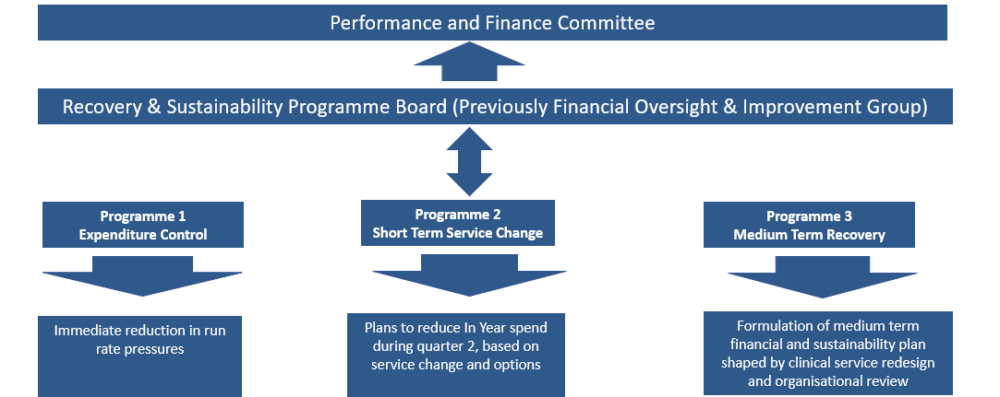 Performance and Finance Committee
Recovery & Sustainability Programme Board (Previously Financial Oversight & Improvement Group)
Programme 1
Expenditure Control
Programme 2
Short Term Service Change
Programme 3
Medium Term Recovery
Immediate reduction in run
rate pressures
Plans to reduce In Year spend
during quarter 2, based on
service change and options
Formulation of medium term
financial and sustainability plan
shaped by clinical service redesign
and organisational review